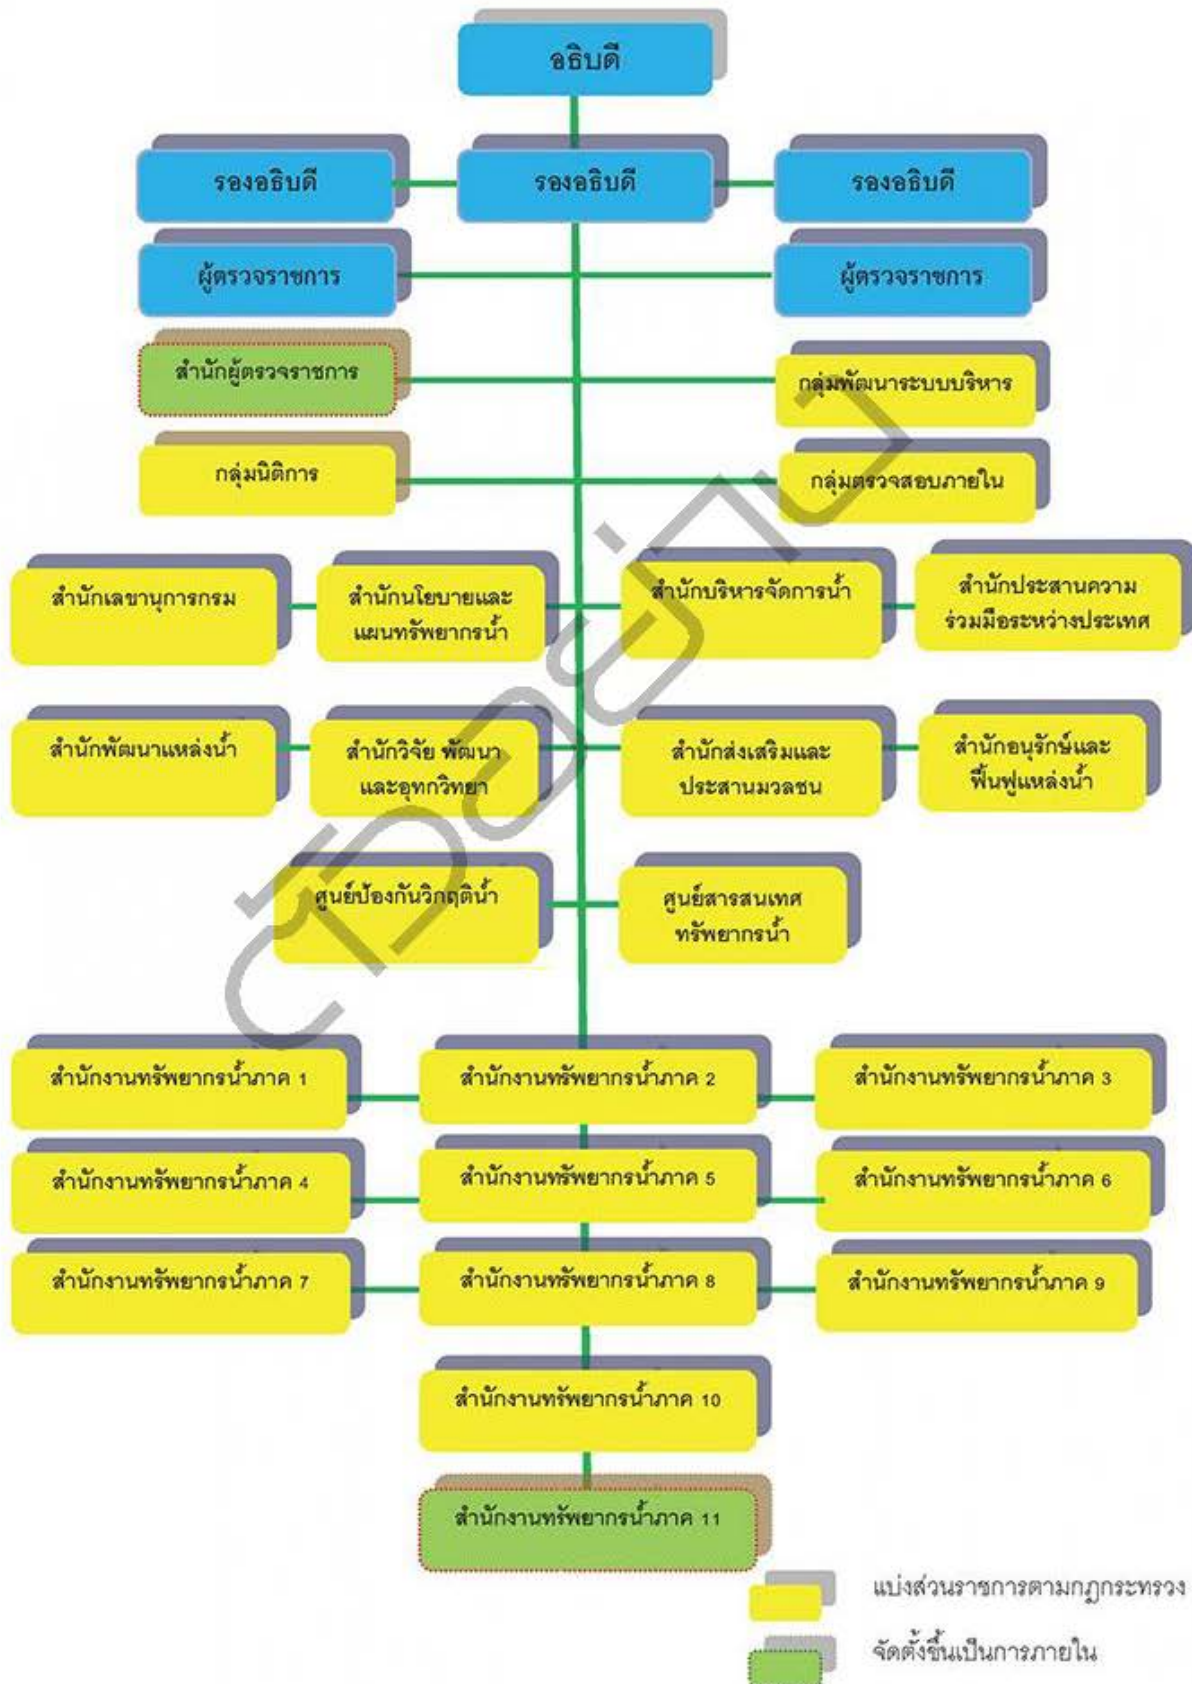 อธิบดี
รองอธิบดี
รองอธิบดี
รองอธิบดี
ผู้ตรวจราชการ
ผู้ตรวจราชการ
สำนักผู้ตรวจราชการ
กลุ่มพัฒนาระบบบริหาร
กลุ่มนิติการ
กลุ่มตรวจสอบภายใน
สำนักเลขานุการกรม
สำนักนโยบายและ
แผนทรัพยากรน้ำ
สำนักบริหารจัดการน้ำ
สำนักประสานความ
ร่วมมือระหว่างประเทศ
สำนักพัฒนาแหล่งน้ำ
สำนักวิจัย พัฒนา
และอุทกวิทยา
สำนักส่งเสริมและ
ประสานมวลชน
สำนักอนุรักษ์และ
ฟื้นฟูแหล่งน้ำ
ศูนย์ป้องกันวิกฤติน้ำ
ศูนย์สารสนเทศ
ทรัพยากรน้ำ
สำนักงานทรัพยากรน้ำภาค 1
สำนักงานทรัพยากรน้ำภาค 2
สำนักงานทรัพยากรน้ำภาค 3
สำนักงานทรัพยากรน้ำภาค 4
สำนักงานทรัพยากรน้ำภาค 5
สำนักงานทรัพยากรน้ำภาค 6
สำนักงานทรัพยากรน้ำภาค 7
สำนักงานทรัพยากรน้ำภาค 8
สำนักงานทรัพยากรน้ำภาค 9
สำนักงานทรัพยากรน้ำภาค 10
สำนักงานทรัพยากรน้ำภาค 11
แบ่งส่วนราชการตามกฎกระทรวง
จัดตั้งขึ้นเป็นการภายใน
ตัวอย่าง